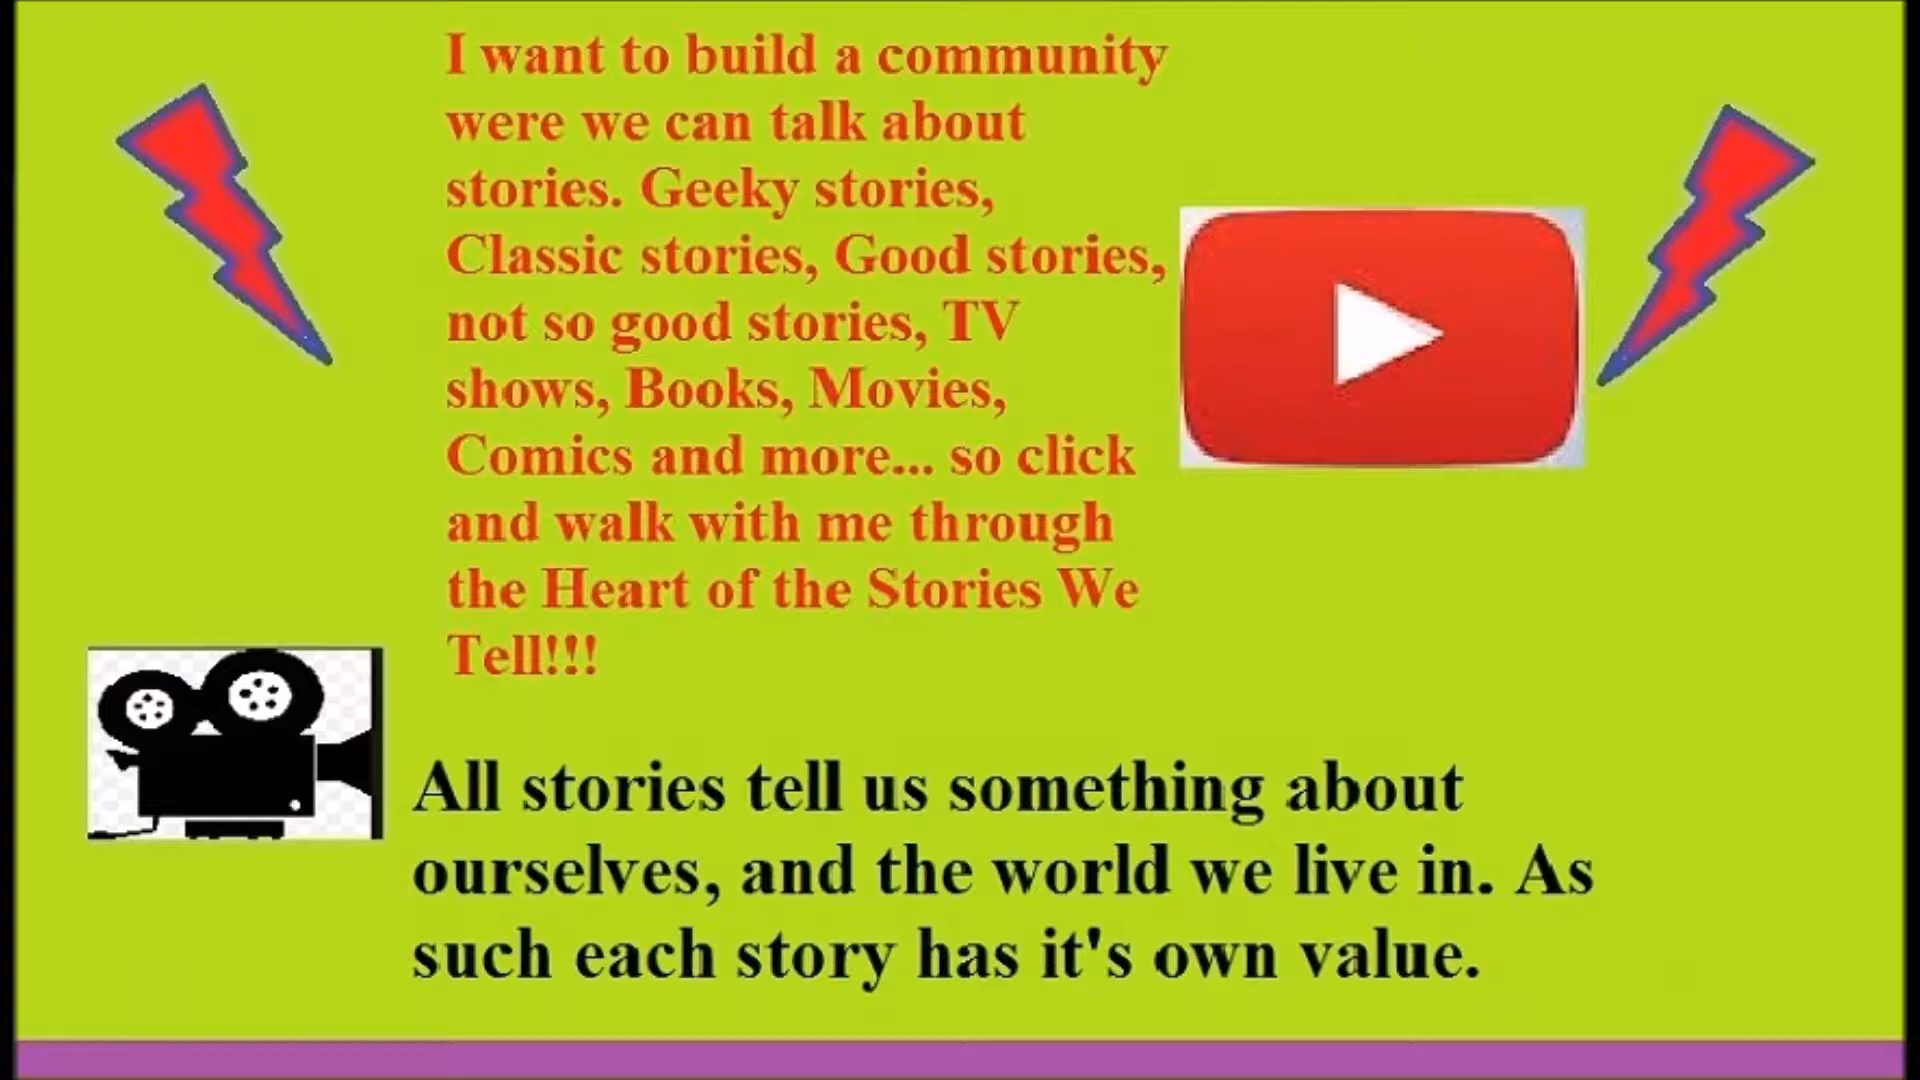 I want to build a community
were we can talk about
stories. Geeky stories,
Classic stories, Good stories,
not so good stories, TV
shows, Books, Movies,
Comics and more... so click
and walk with me through
the Heart of the Stories We
Tell!!!
All stories tell us something about
ourselves, and the world we live in. As
such each story has it's own value.